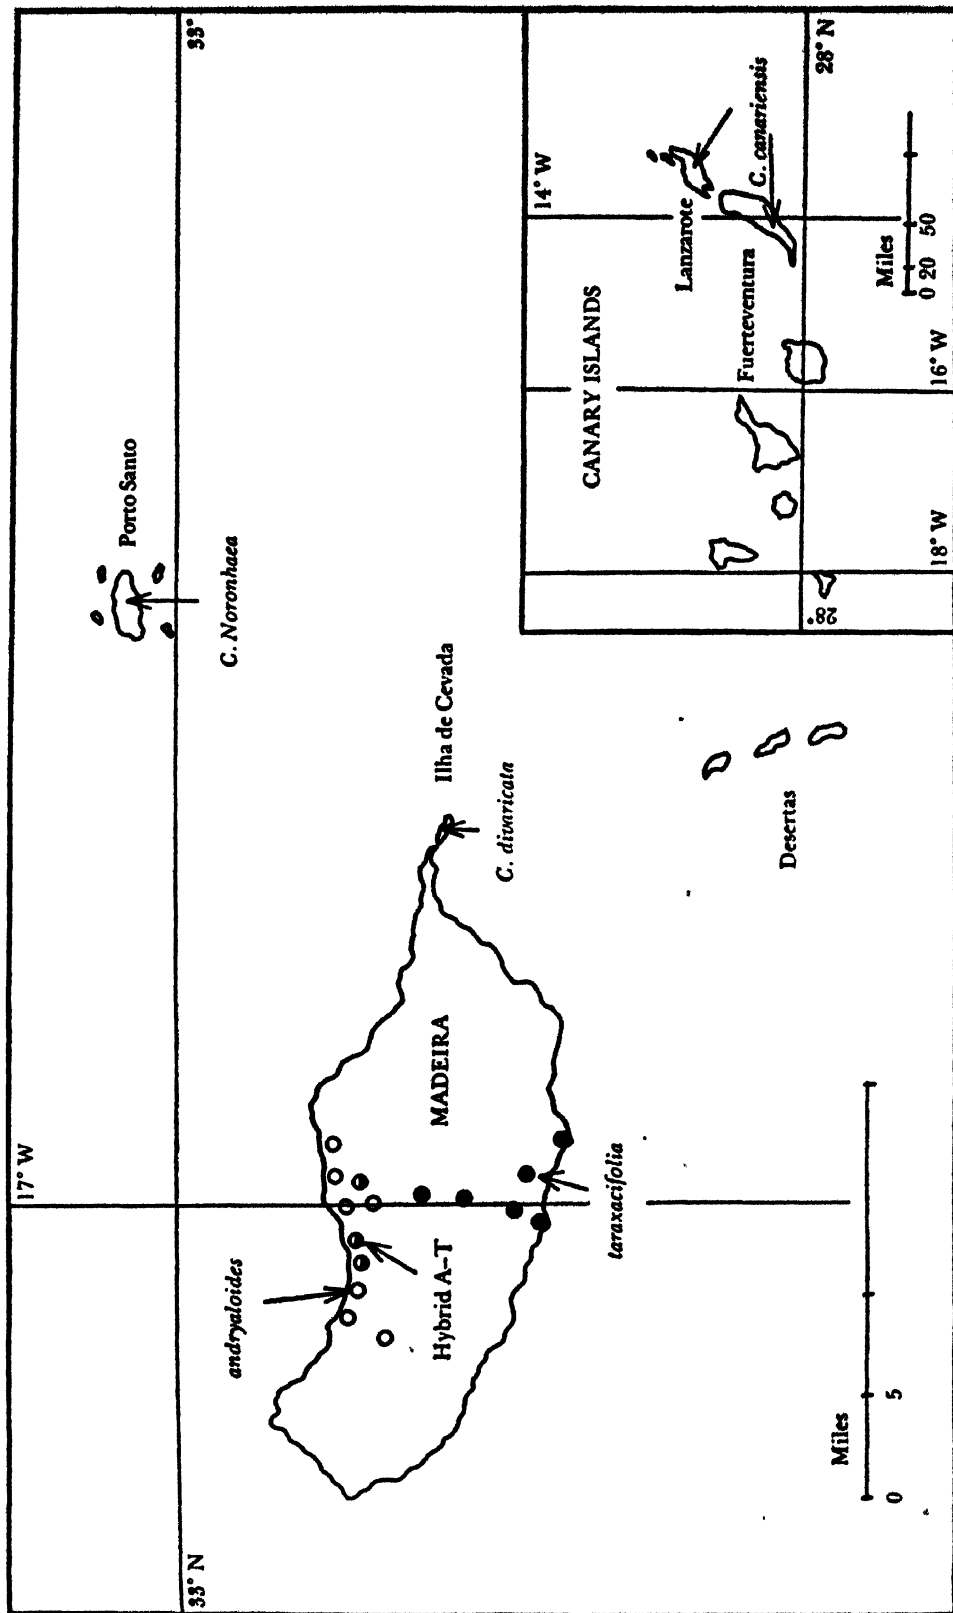 17° W
33° N
33°
Porto Santo
C. Noronhaea
andryaloides
Hybrid A–T
MADEIRA
Ilha de Cevada
C. divaricata
taraxacifolia
Desertas
Miles
0 5
CANARY ISLANDS
14° W
Lanzarote
Fuerteventura
C. canariensis
28°
28° N
18° W
16° W
Miles
0 20 50